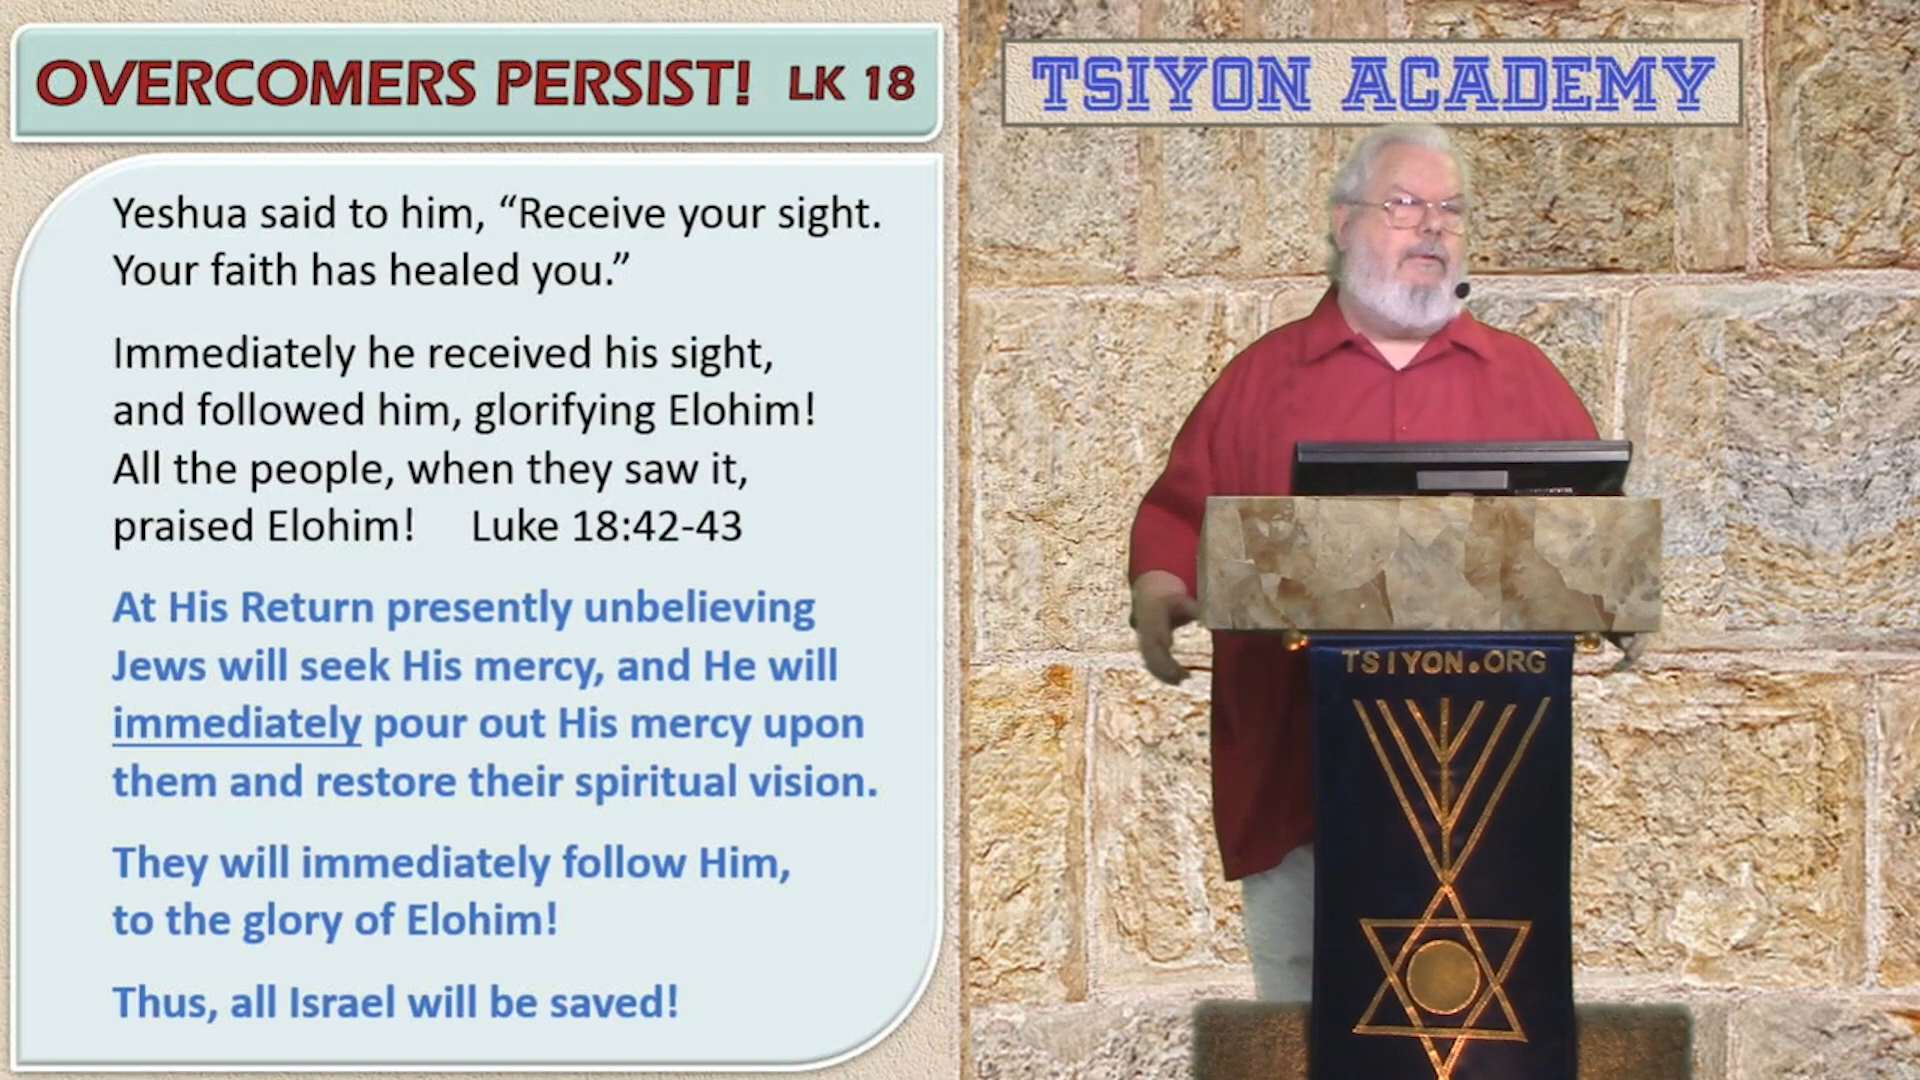 OVERCOMERS PERSIST! LK 18
Yeshua said to him, “Receive your sight.
Your faith has healed you.”
Immediately he received his sight,
and followed him, glorifying Elohim!
All the people, when they saw it,
praised Elohim! Luke 18:42-43
At His Return presently unbelieving
Jews will seek His mercy, and He will
immediately pour out His mercy upon
them and restore their spiritual vision.
They will immediately follow Him,
to the glory of Elohim!
Thus, all Israel will be saved!
TSIYON ACADEMY
TSIYON.ORG